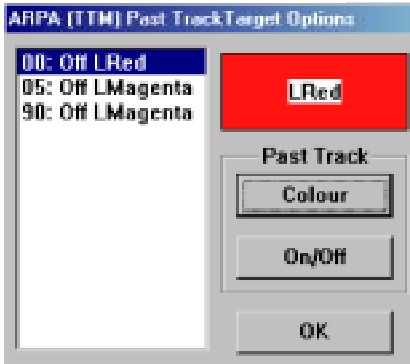 ARPA (TTM) Past TrackTarget Options
00: Off LRed
05: Off LMagenta
90: Off LMagenta
LRed
Past Track
Colour
On/Off
OK